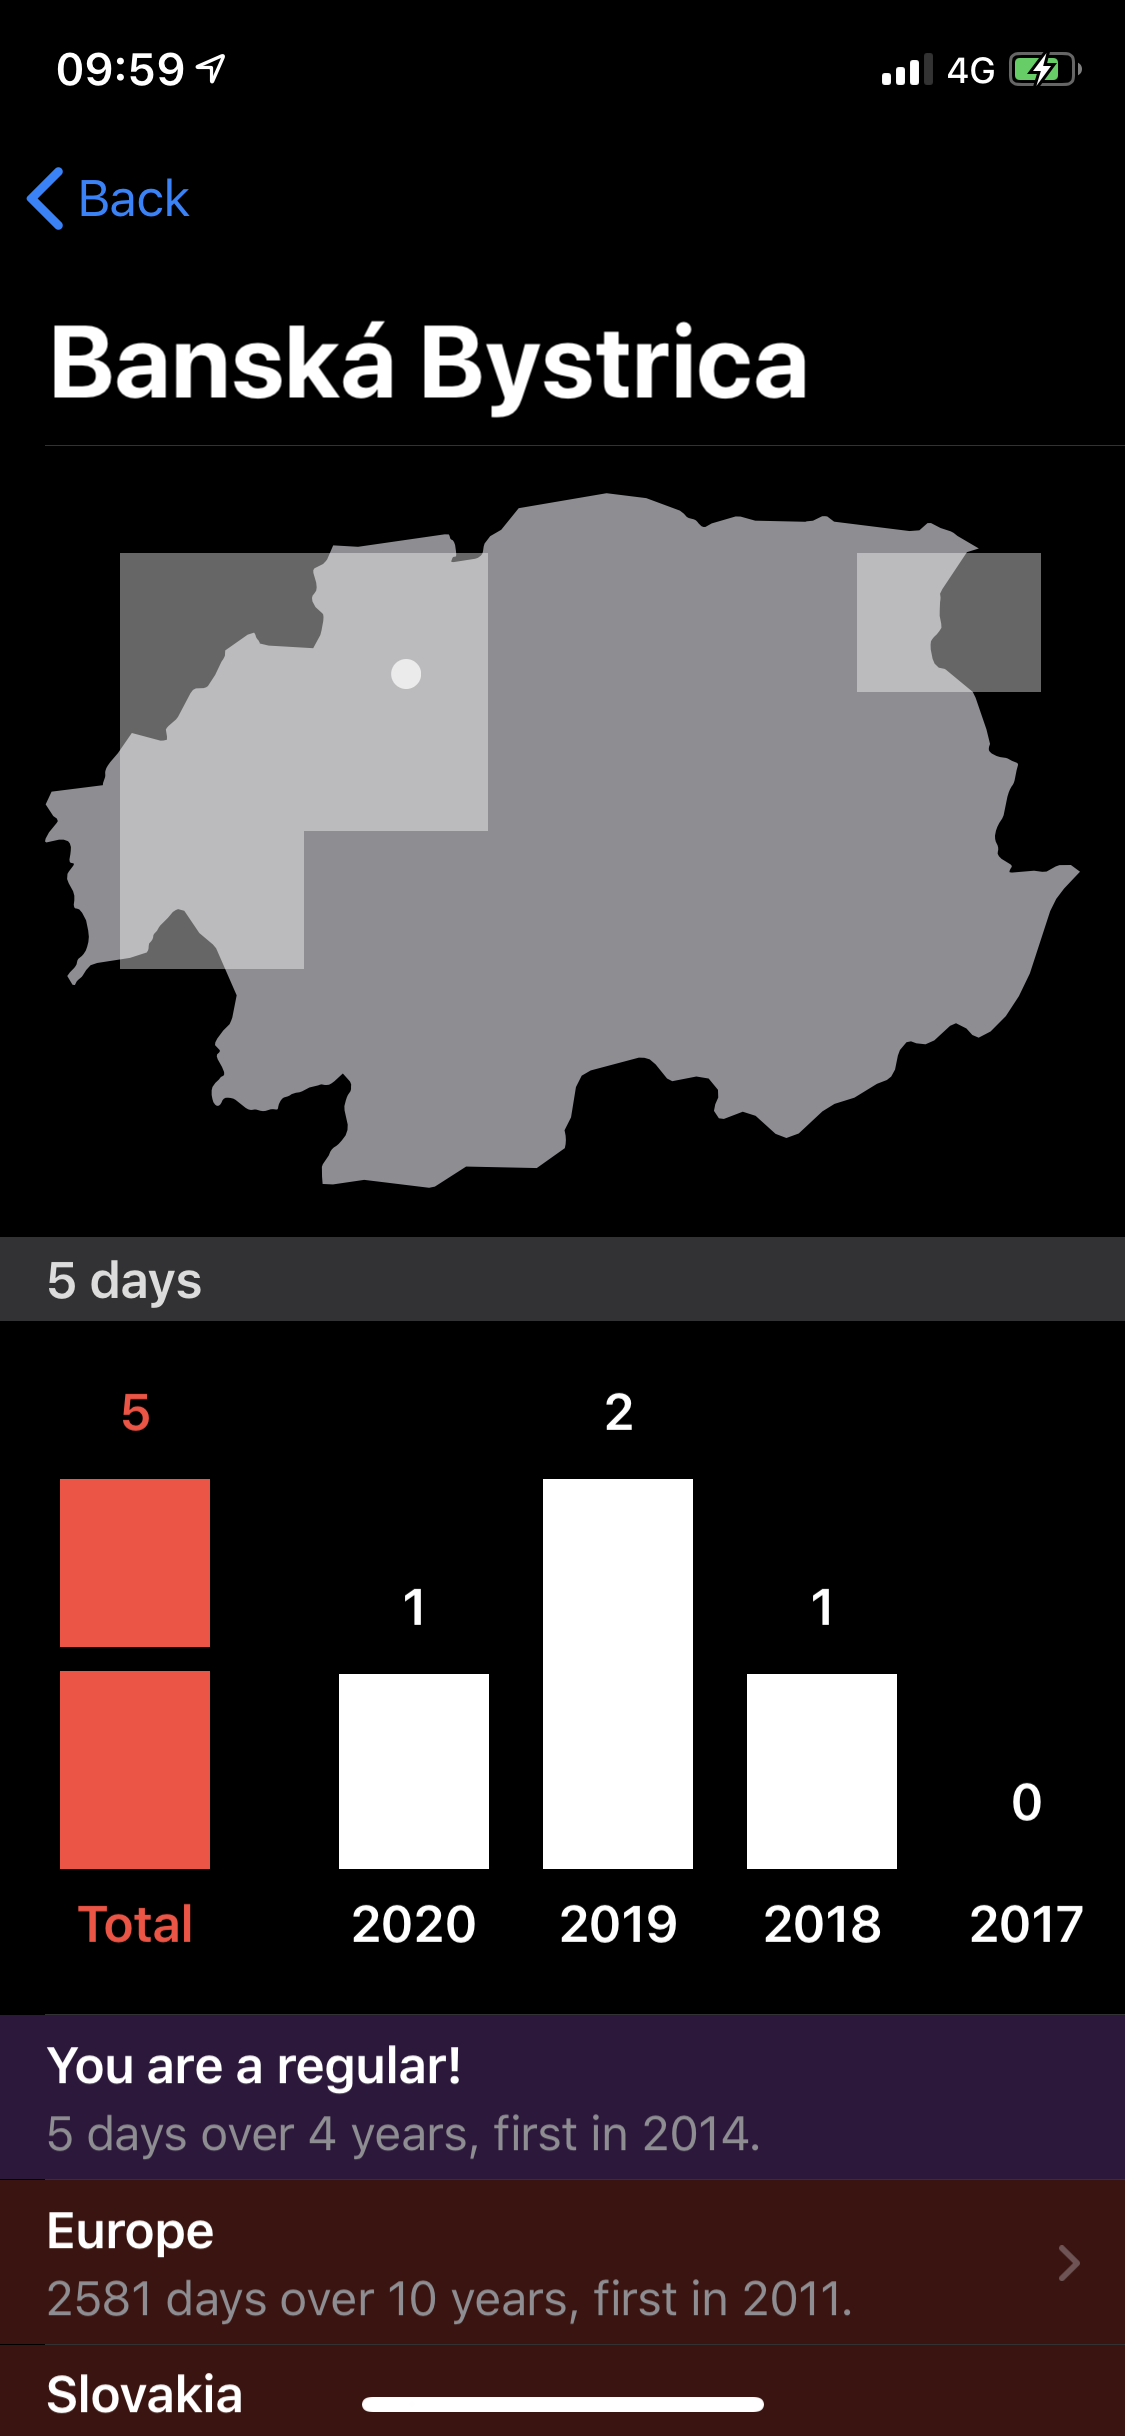 09:59
4G
Back
Banská Bystrica
5 days
5
2
1
1
0
Total
2020
2019
2018
2017
You are a regular!
5 days over 4 years, first in 2014.
Europe
2581 days over 10 years, first in 2011.
Slovakia